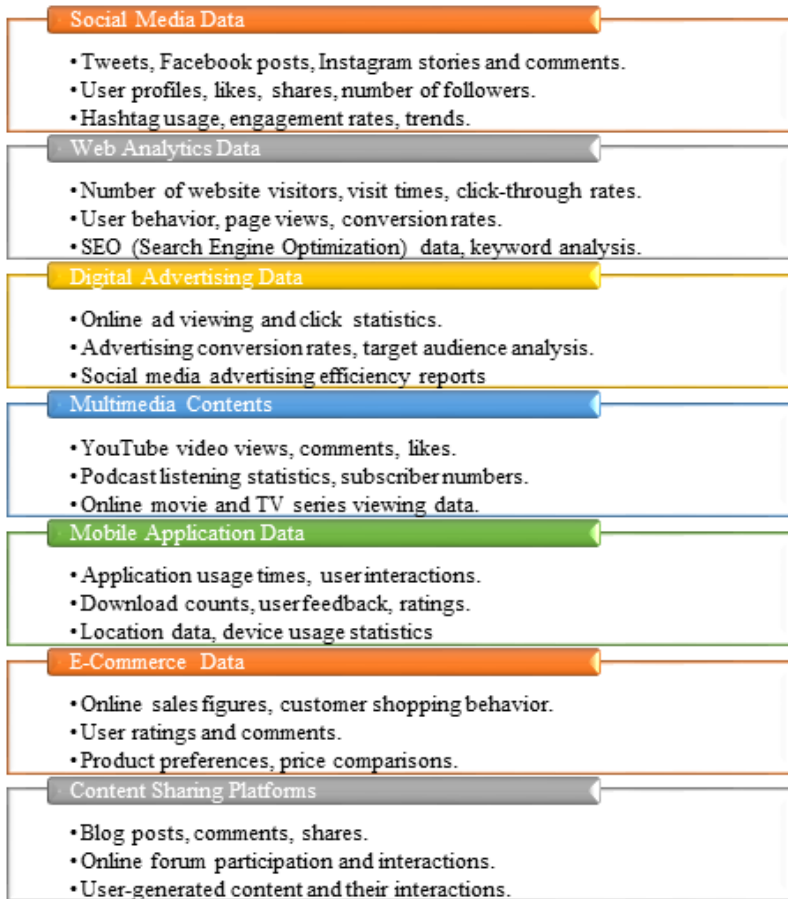 Social Media Data
•Tweets, Facebook posts, Instagram stories and comments.
•User profiles, likes, shares, number of followers.
•Hashtag usage, engagement rates, trends.
Web Analytics Data
•Number of website visitors, visit times, click-through rates.
•User behavior, page views, conversion rates.
•SEO (Search Engine Optimization) data, keyword analysis.
Digital Advertising Data
•Online ad viewing and click statistics.
•Advertising conversion rates, target audience analysis.
•Social media advertising efficiency reports
Multimedia Contents
•YouTube video views, comments, likes.
•Podcast listening statistics, subscriber numbers.
•Online movie and TV series viewing data.
Mobile Application Data
•Application usage times, user interactions.
•Download counts, user feedback, ratings.
•Location data, device usage statistics
E-Commerce Data
•Online sales figures, customer shopping behavior.
•User ratings and comments.
•Product preferences, price comparisons.
Content Sharing Platforms
•Blog posts, comments, shares.
•Online forum participation and interactions.
•User-generated content and their interactions.